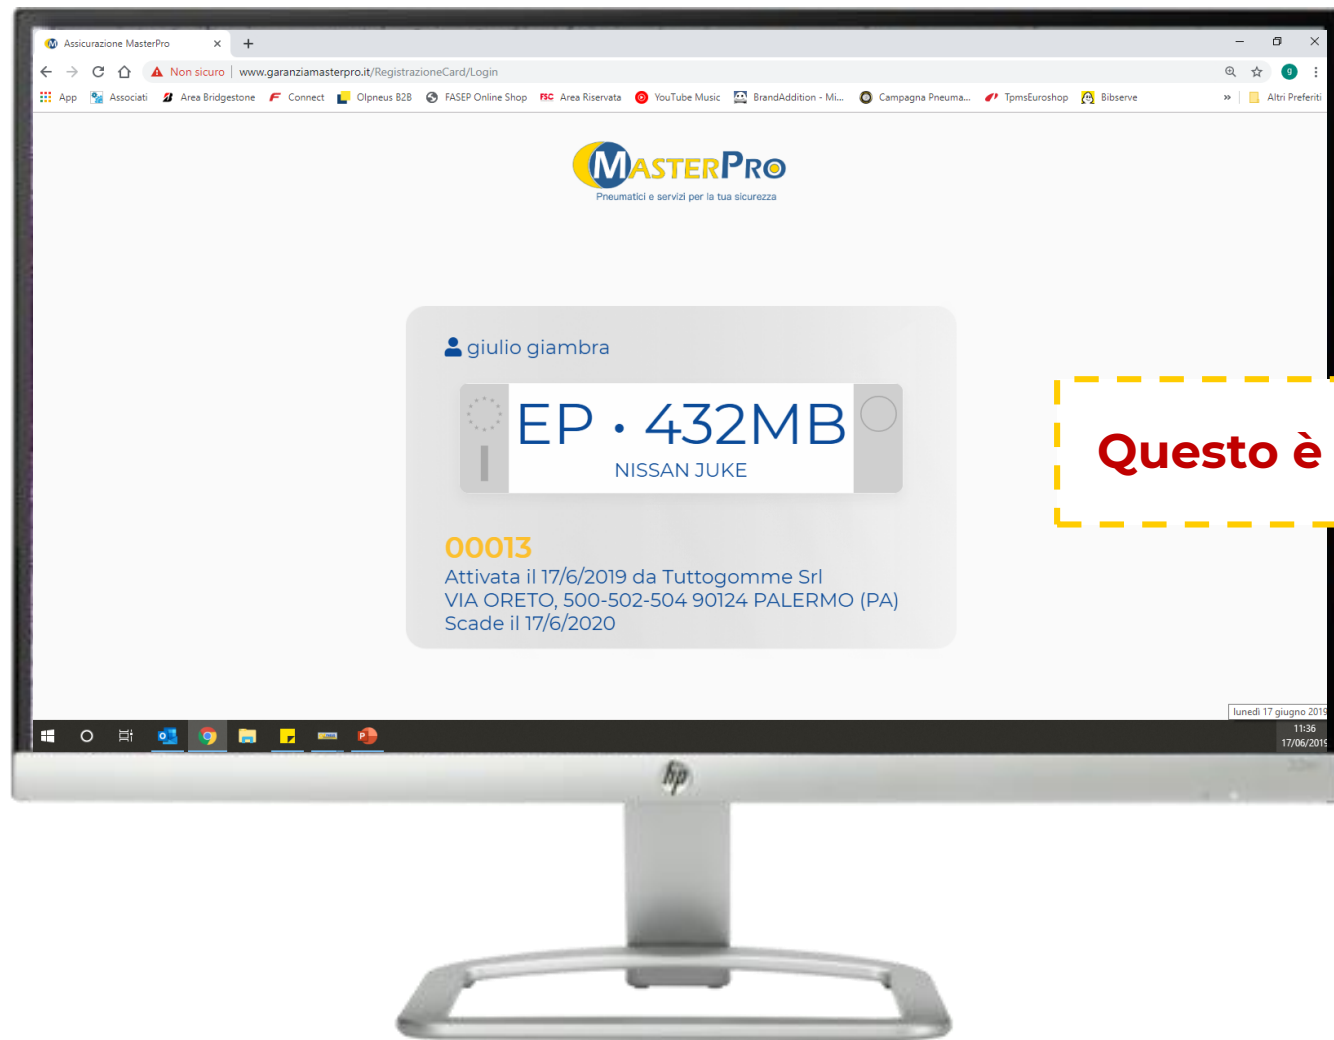 Assicurazione MasterPro
Non sicuro | www.garanziamasterpro.it/RegistrazioneCard/Login
App Associati Area Bridgestone Connect Olpneus B2B FASEP Online Shop FSC Area Riservata YouTube Music BrandAddition - Mi... Campagna Pneuma... TpmsEuroshop Bibserve » Altri Preferiti
MASTERPRO
Pneumatici e servizi per la tua sicurezza
giulio giambra
EP · 432MB
I
NISSAN JUKE
Questo è
00013
Attivata il 17/6/2019 da Tuttogomme Srl
VIA ORETO, 500-502-504 90124 PALERMO (PA)
Scade il 17/6/2020
lunedì 17 giugno 2019
11:36
17/06/2019
hp